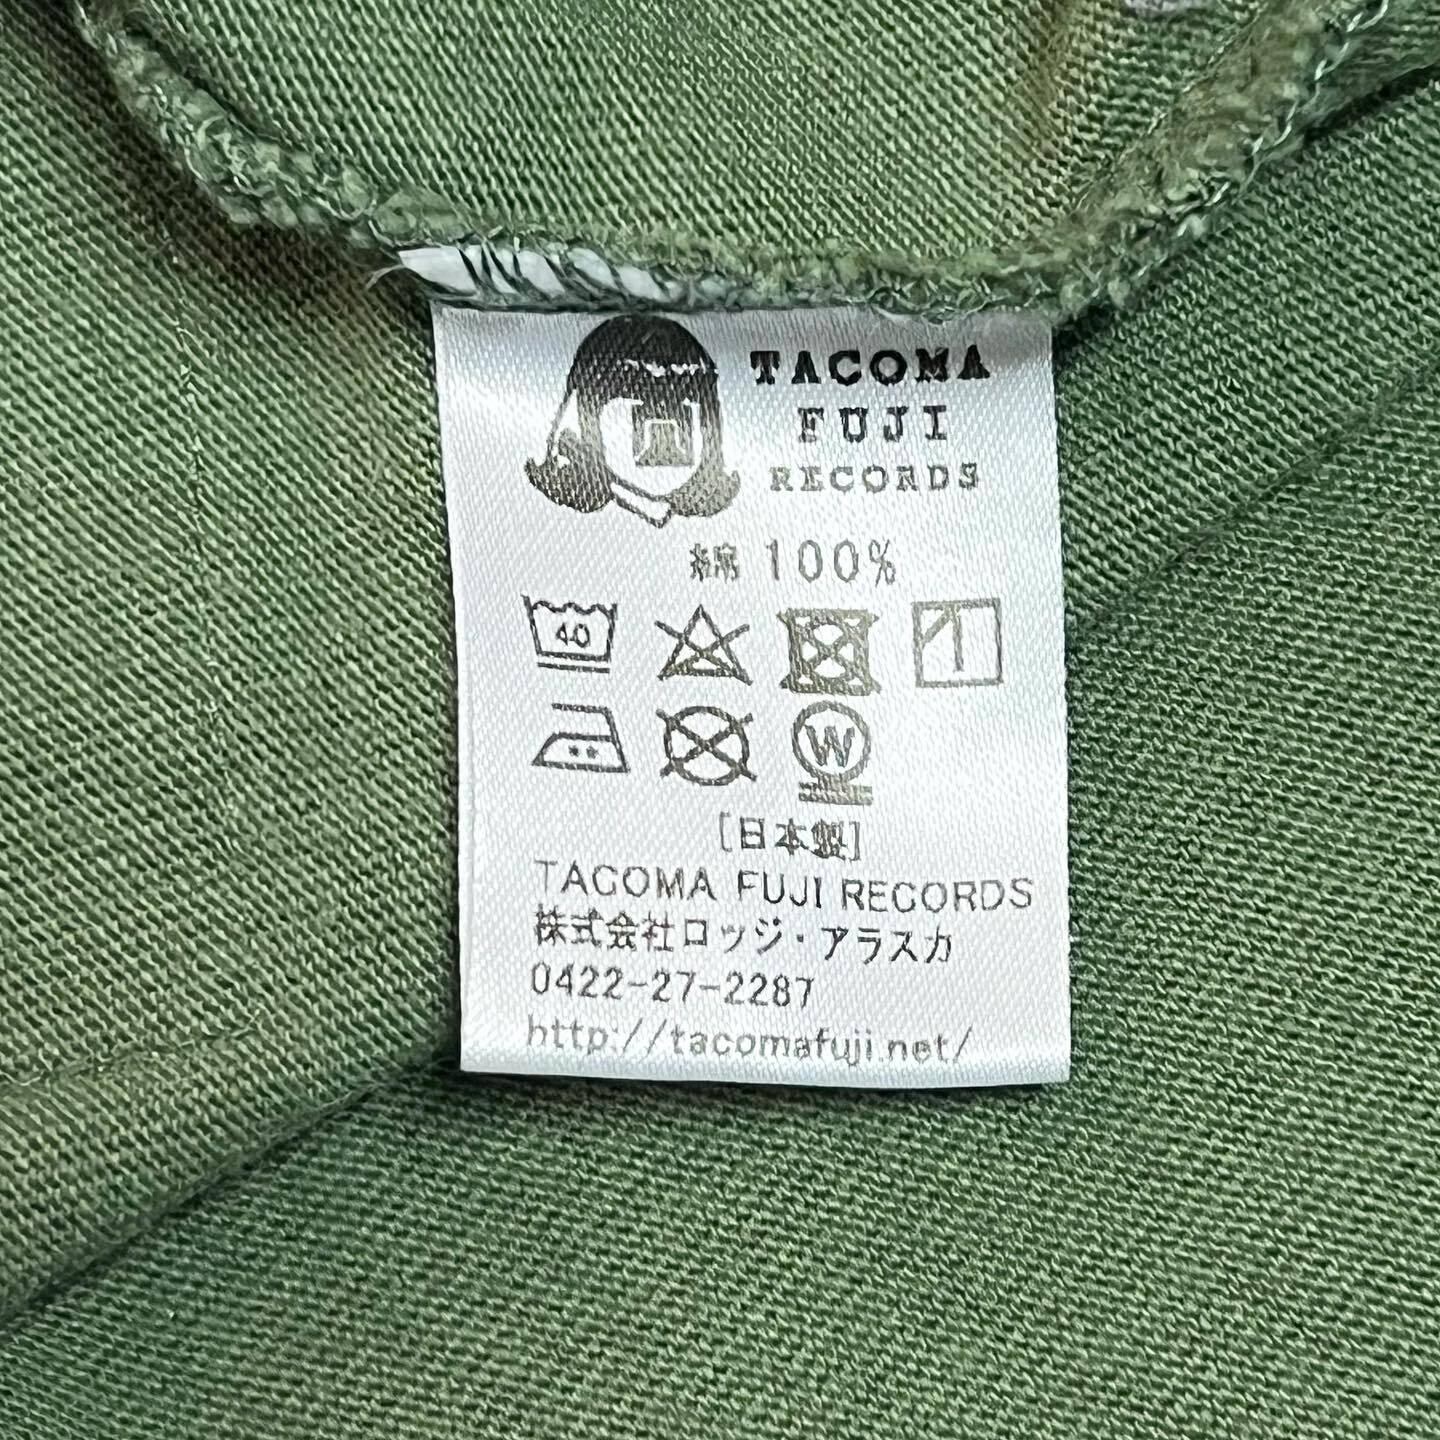 TACOMA
FUJI
RECORDS
綿 100%
40
W
[日本製]
TACOMA FUJI RECORDS
株式会社ロッジ・アラスカ
0422-27-2287
http://tacomafuji.net/